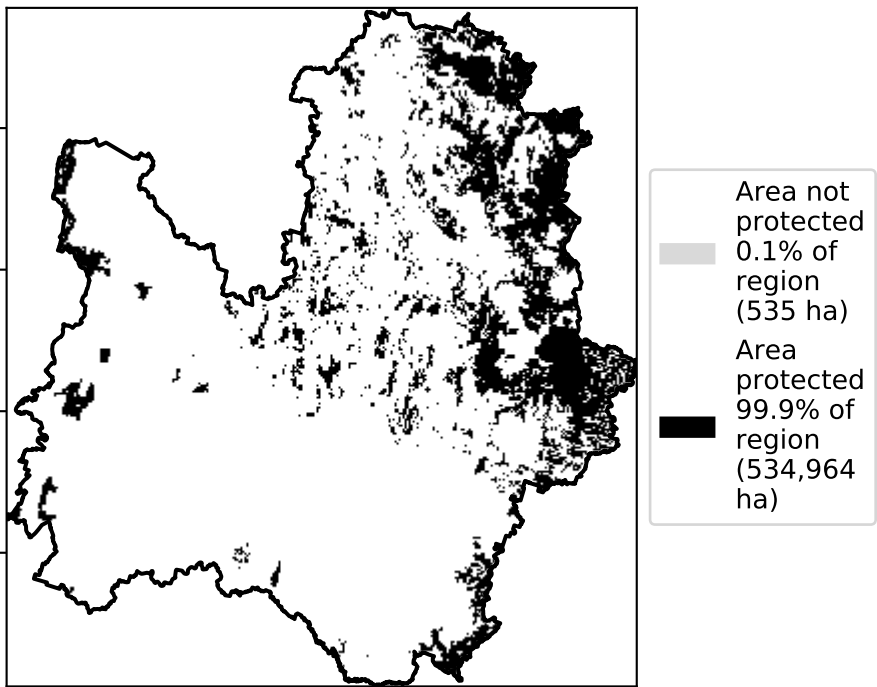 Area not
protected
0.1% of
region
(535 ha)
Area
protected
99.9% of
region
(534,964
ha)